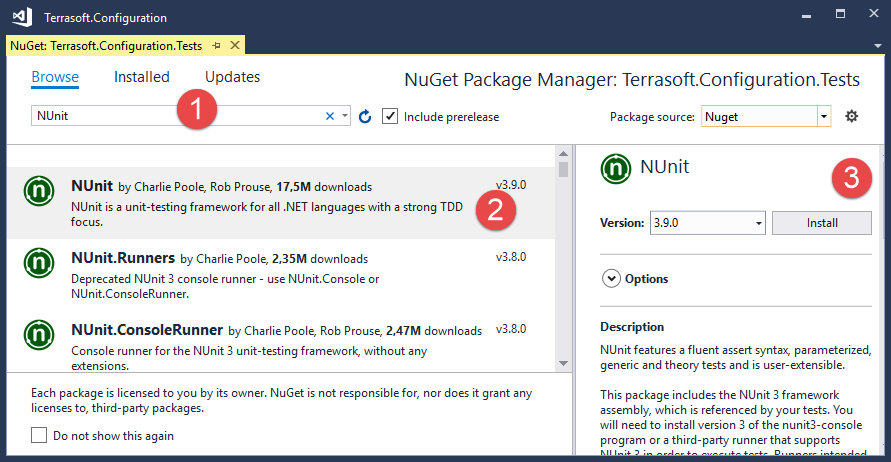 Terrasoft.Configuration
NuGet: Terrasoft.Configuration.Tests
Browse Installed Updates
NuGet Package Manager: Terrasoft.Configuration.Tests
1
NUnit
Include prerelease
Package source: Nuget
n NUnit by Charlie Poole, Rob Prouse, 17,5M downloads v3.9.0
NUnit is a unit-testing framework for all .NET languages with a strong TDD
focus.
2
n NUnit.Runners by Charlie Poole, 2,35M downloads v3.8.0
Deprecated NUnit 3 console runner - use NUnit.Console or
NUnit.ConsoleRunner.
n NUnit.ConsoleRunner by Charlie Poole, Rob Prouse, 2,47M downloads v3.8.0
Console runner for the NUnit 3 unit-testing framework, without any
extensions.
Each package is licensed to you by its owner. NuGet is not responsible for, nor does it grant any
licenses to, third-party packages.
Do not show this again
n NUnit
3
Version: 3.9.0 Install
Options
Description
NUnit features a fluent assert syntax, parameterized,
generic and theory tests and is user-extensible.
This package includes the NUnit 3 framework
assembly, which is referenced by your tests. You
will need to install version 3 of the nunit3-console
program or a third-party runner that supports
NUnit 3 in order to execute tests. Runners intended